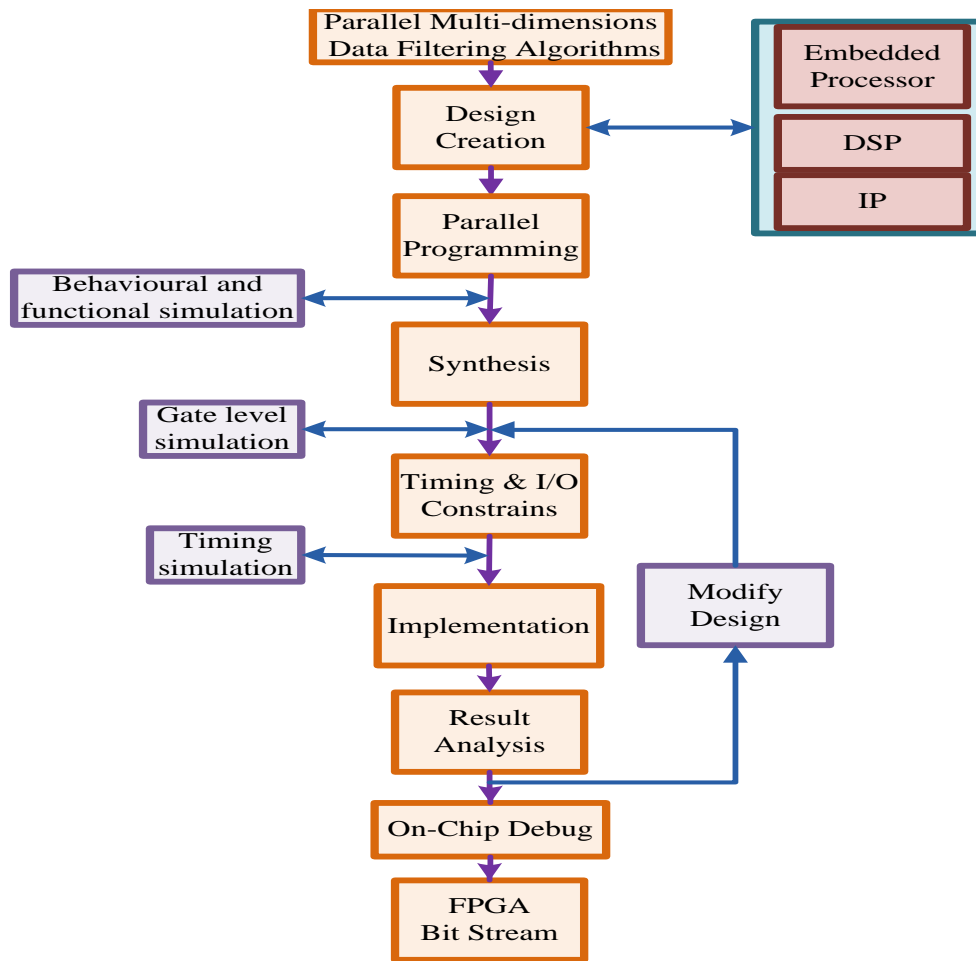 Parallel Multi-dimensions
Data Filtering Algorithms
Embedded
Processor
Design
Creation
DSP
IP
Parallel
Programming
Behavioural and
functional simulation
Synthesis
Gate level
simulation
Timing & I/O
Constrains
Timing
simulation
Modify
Design
Implementation
Result
Analysis
On-Chip Debug
FPGA
Bit Stream